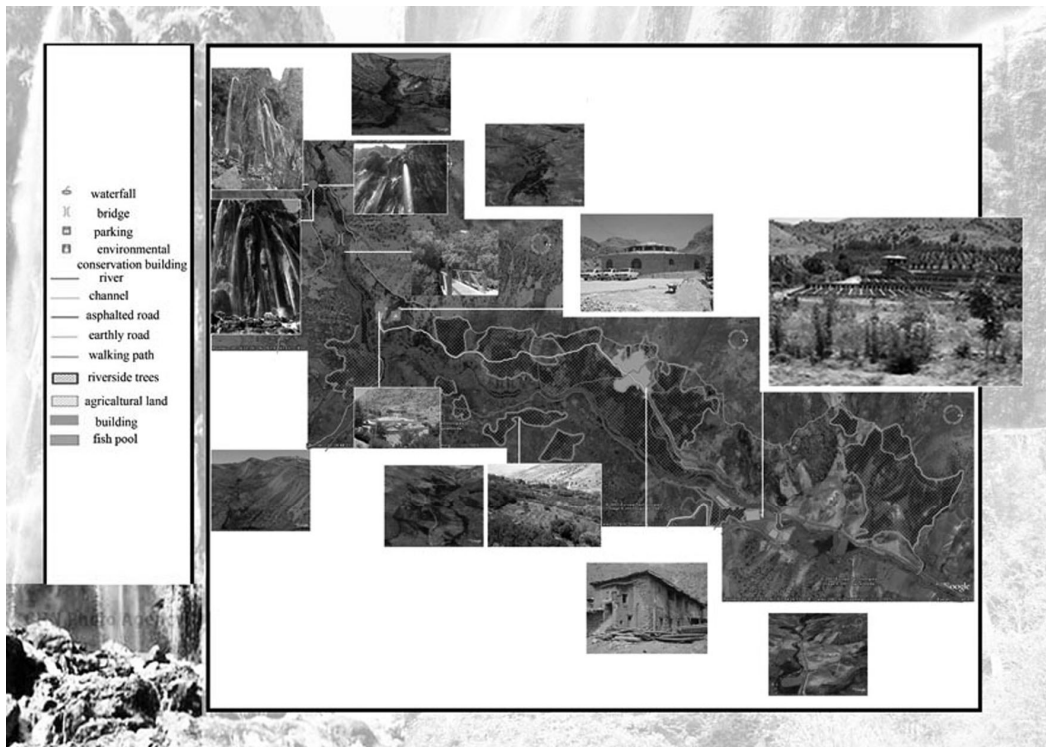 waterfall
bridge
parking
environmental
conservation building
river
channel
asphalted road
earthly road
walking path
riverside trees
agricaltural land
building
fish pool
Google